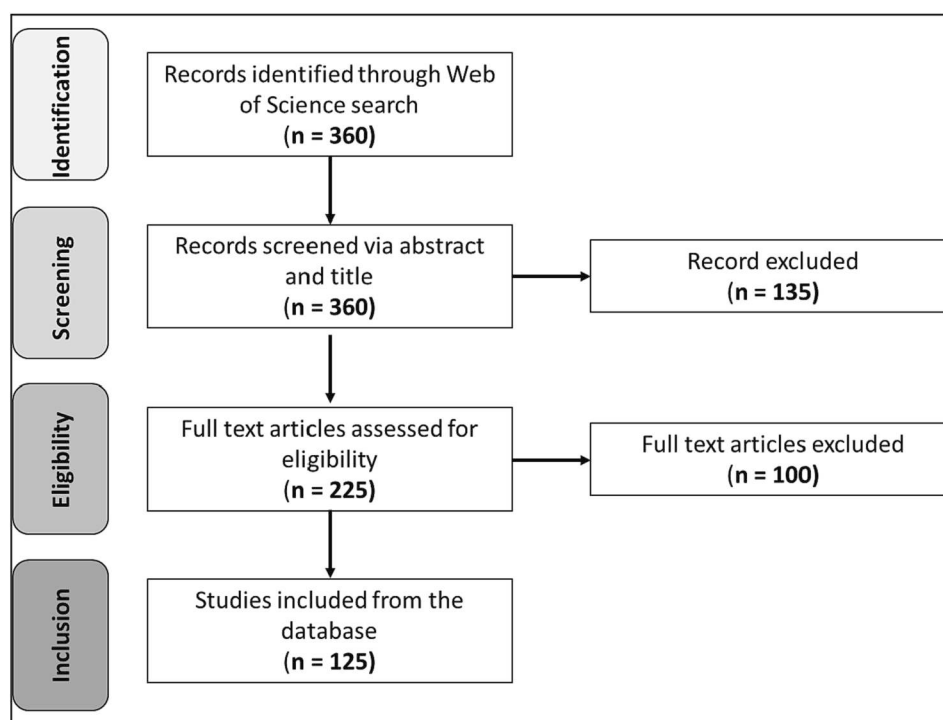 Identification
Records identified through Web
of Science search
(n = 360)
Screening
Records screened via abstract
and title
(n = 360)
Record excluded
(n = 135)
Eligibility
Full text articles assessed for
eligibility
(n = 225)
Full text articles excluded
(n = 100)
Inclusion
Studies included from the
database
(n = 125)